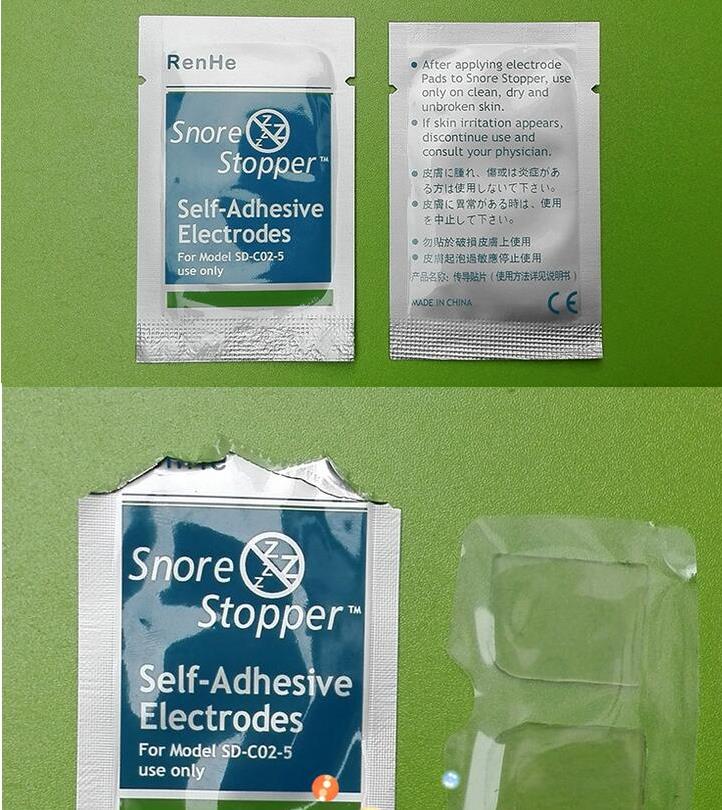 RenHe
Snore
Stopper™
Self-Adhesive
Electrodes
For Model SD-C02-5
use only
• After applying electrode
Pads to Snore Stopper, use
only on clean, dry and
unbroken skin.
• If skin irritation appears,
discontinue use and
consult your physician.
• 皮膚に腫れ、傷或は炎症があ
る方は使用しないて下さい。
• 皮膚に異常がある時は、使用
を中止して下さい。
• 勿貼於破損皮膚上使用
• 皮膚起泡過敏應停止使用
产品名称: 传导贴片（使用方法详见说明书）
MADE IN CHINA
CE
Snore
Stopper™
Self-Adhesive
Electrodes
For Model SD-C02-5
use only